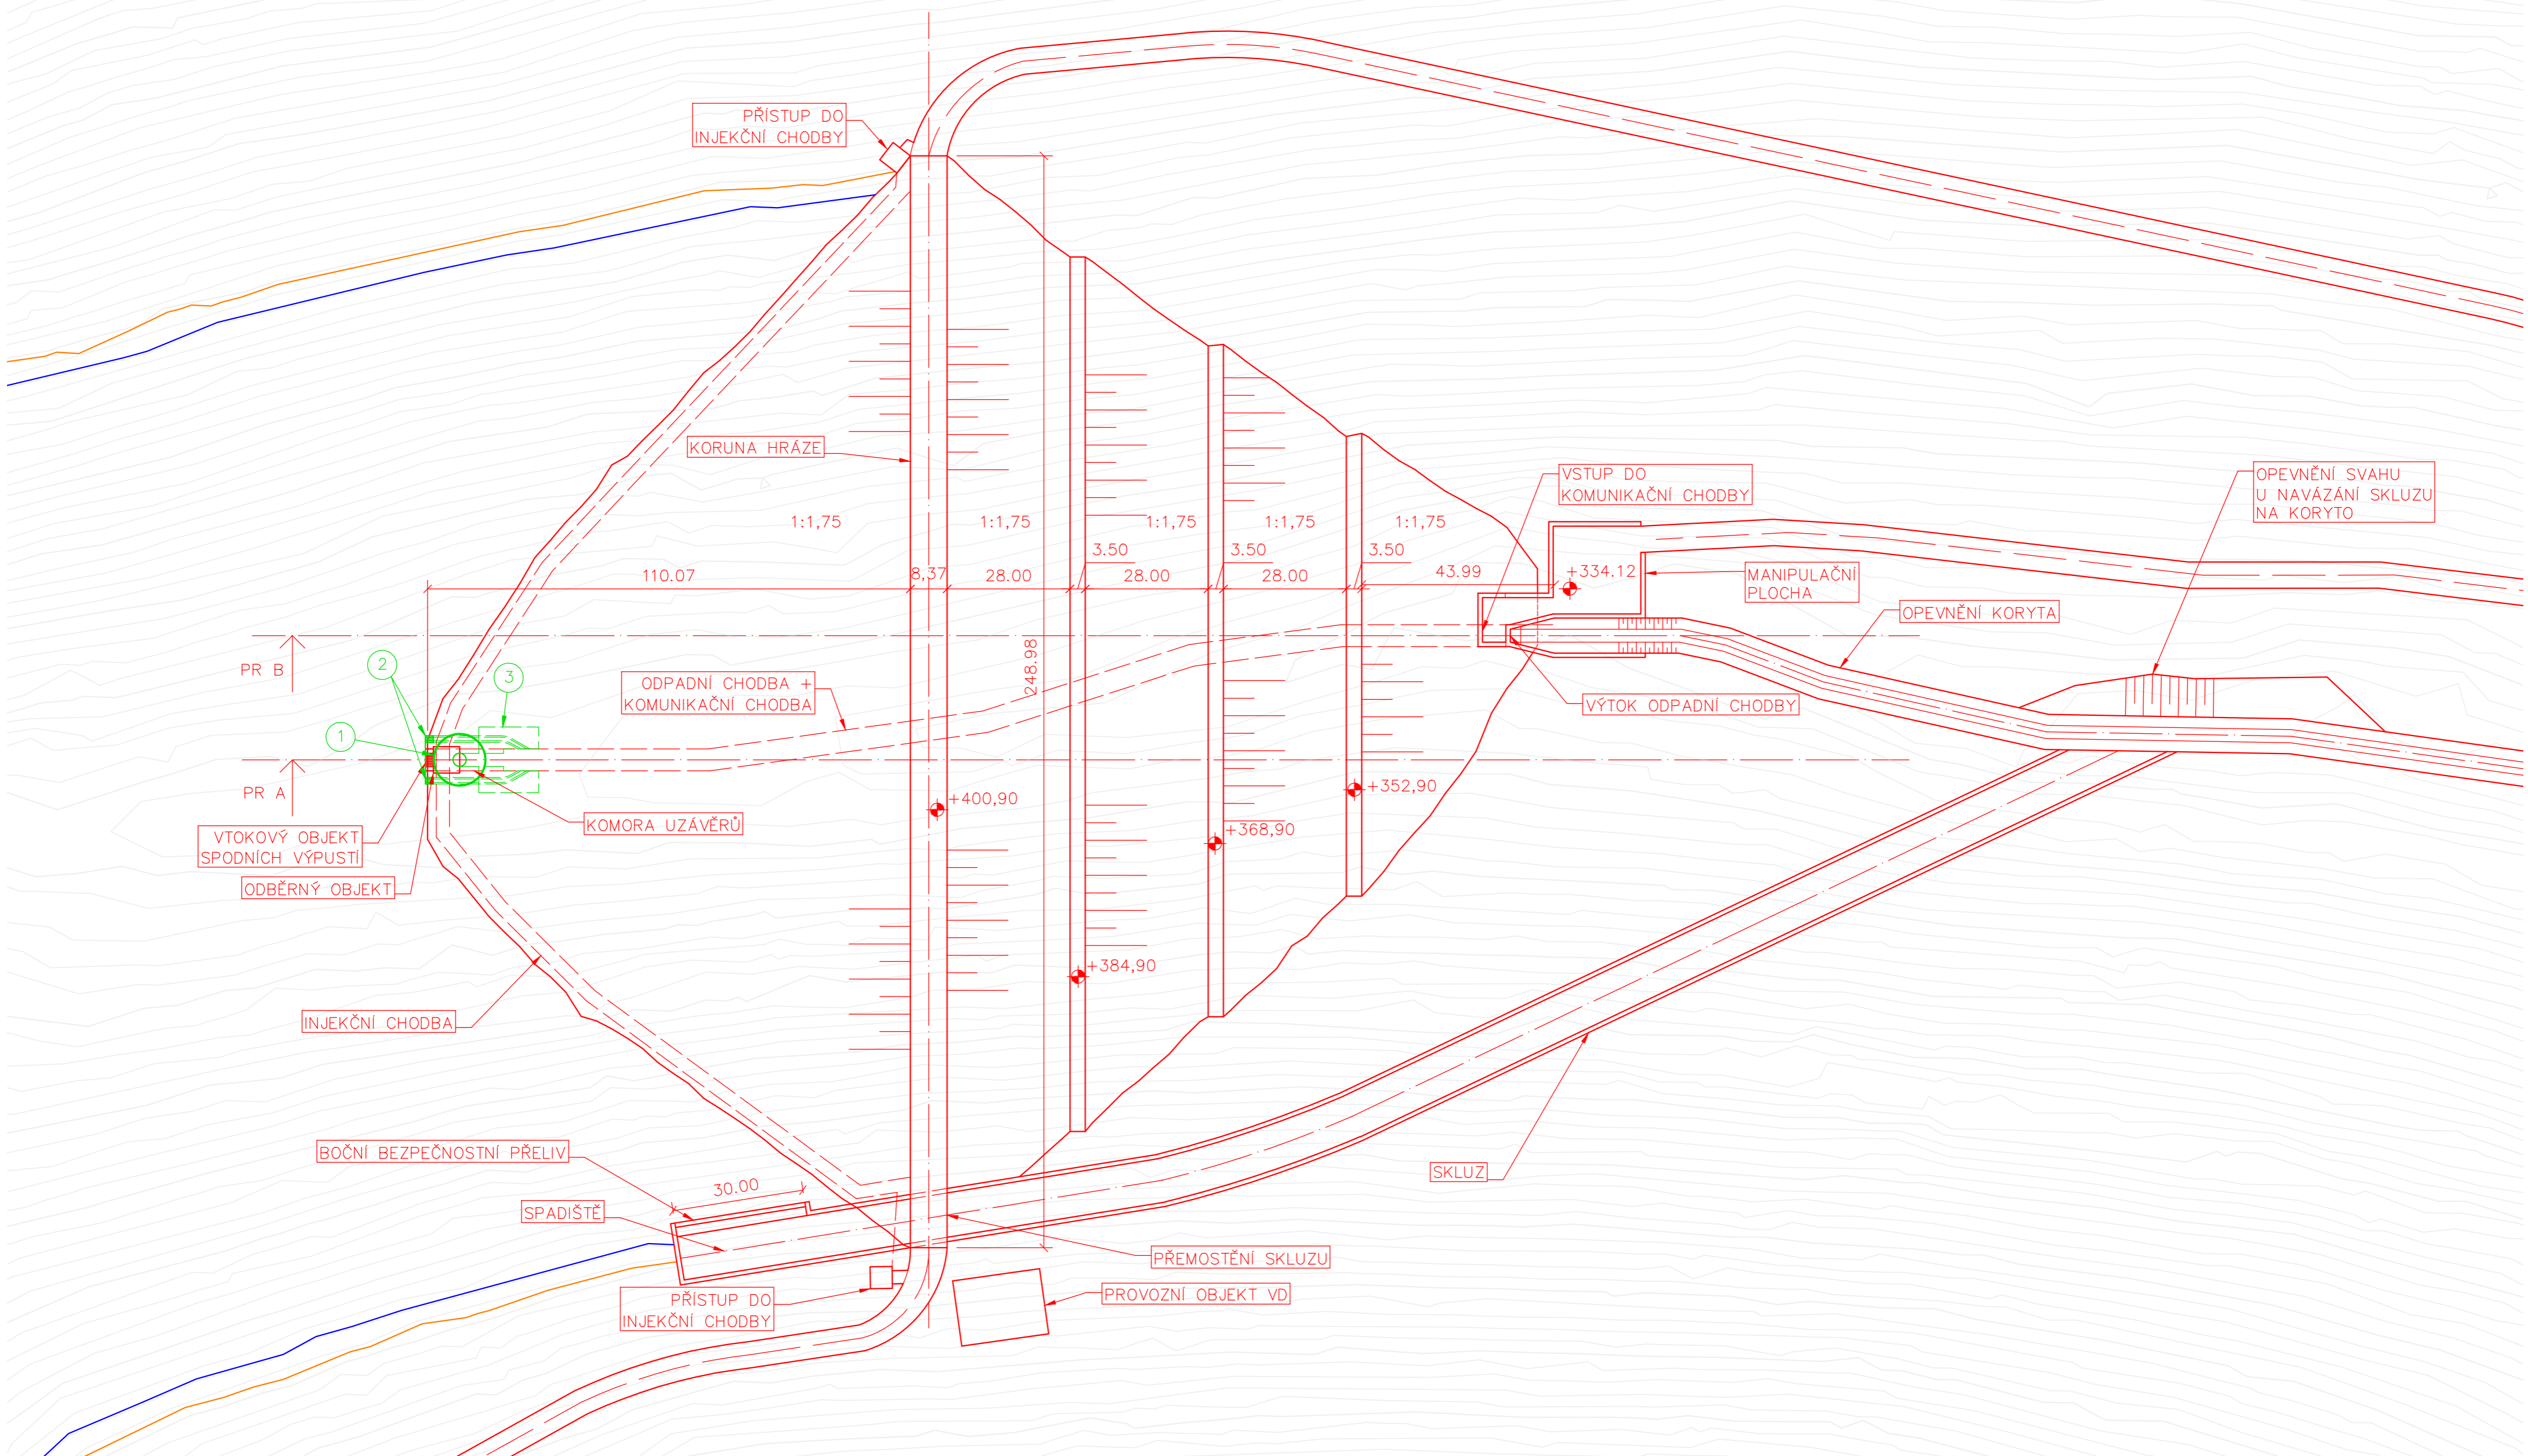 PŘÍSTUP DO
INJEKČNÍ CHODBY
KORUNA HRÁZE
VSTUP DO
KOMUNIKAČNÍ CHODBY
OPEVNĚNÍ SVAHU
U NAVÁZÁNÍ SKLUZU
NA KORYTO
1:1,75
1:1,75
1:1,75
1:1,75
1:1,75
3.50
3.50
3.50
110.07
8,37
28.00
28.00
28.00
43.99
+334.12
MANIPULAČNÍ
PLOCHA
OPEVNĚNÍ KORYTA
248.98
PR B
2
3
1
ODPADNÍ CHODBA +
KOMUNIKAČNÍ CHODBA
VÝTOK ODPADNÍ CHODBY
PR A
+400,90
+352,90
KOMORA UZÁVĚRŮ
+368,90
VTOKOVÝ OBJEKT
SPODNÍCH VÝPUSTÍ
ODBĚRNÝ OBJEKT
+384,90
INJEKČNÍ CHODBA
BOČNÍ BEZPEČNOSTNÍ PŘELIV
30.00
SKLUZ
SPADIŠTĚ
PŘEMOSTĚNÍ SKLUZU
PŘÍSTUP DO
INJEKČNÍ CHODBY
PROVOZNÍ OBJEKT VD